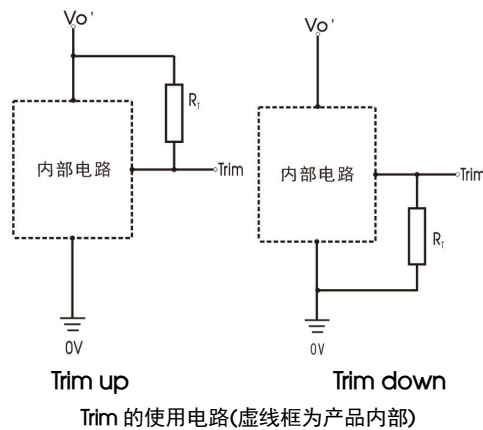 Vo'
RT
内部电路
Trim
0V
Trim up
Vo'
内部电路
Trim
RT
0V
Trim down
Trim 的使用电路(虚线框为产品内部)